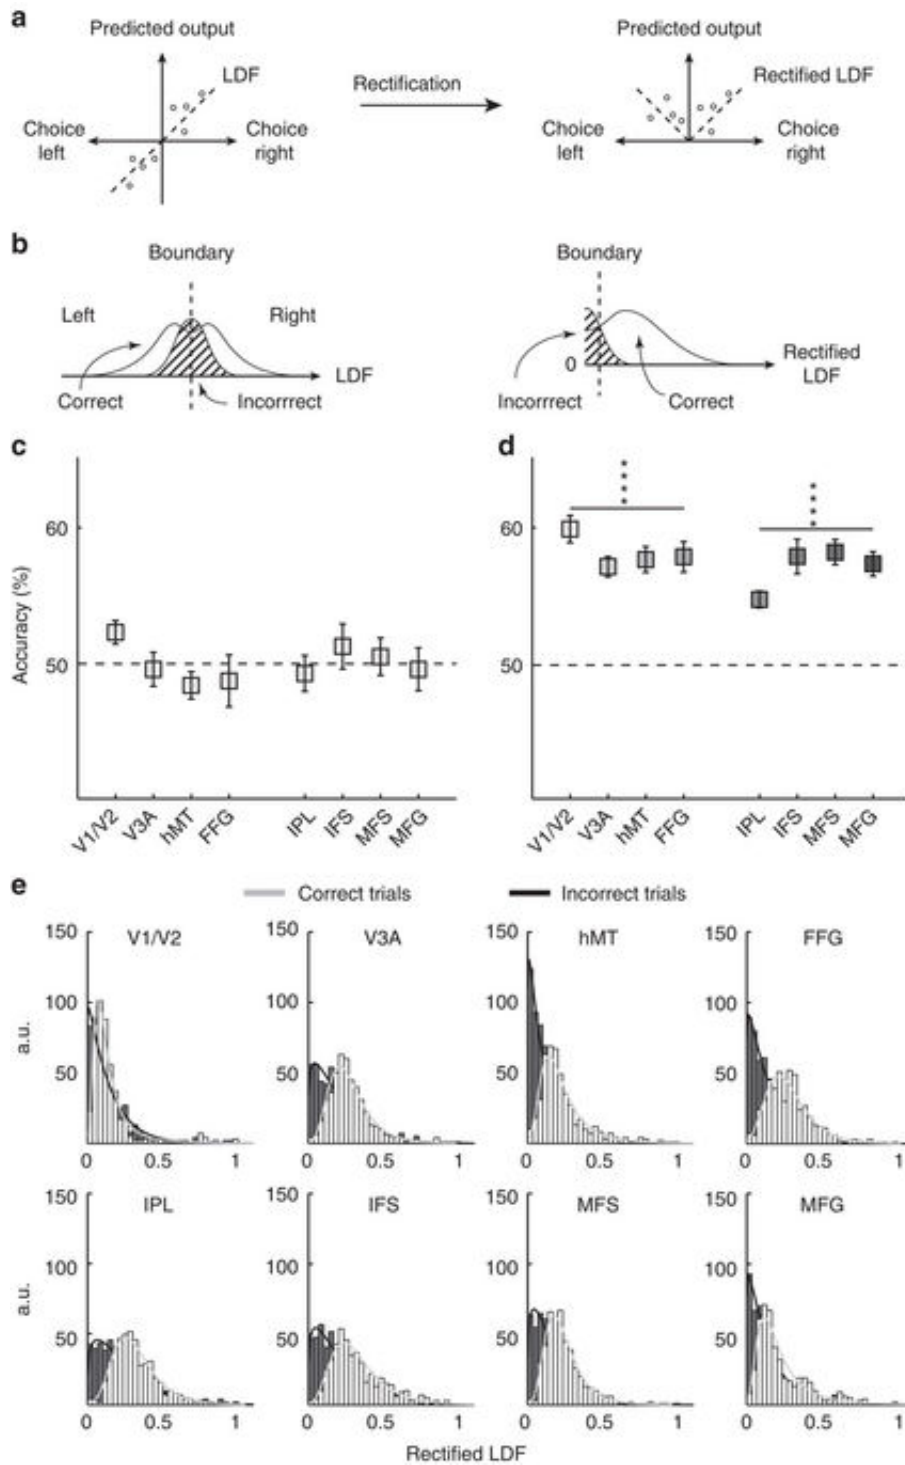 a
Predicted output
LDF
Choice left
Choice right
Rectification
Predicted output
Rectified LDF
Choice left
Choice right
b
Boundary
Left
Right
LDF
Correct
Incorrrect
Boundary
0
Rectified LDF
Incorrrect
Correct
c
60
50
Accuracy (%)
V1/V2 V3A hMT FFG IPL IFS MFS MFG
d
****
****
60
50
V1/V2 V3A hMT FFG IPL IFS MFS MFG
e
Correct trials
Incorrect trials
V1/V2
150
100
50
a.u.
0 0.5 1
V3A
150
100
50
0 0.5 1
hMT
150
100
50
0 0.5 1
FFG
150
100
50
0 0.5 1
IPL
150
100
50
a.u.
0 0.5 1
IFS
150
100
50
0 0.5 1
MFS
150
100
50
0 0.5 1
MFG
150
100
50
0 0.5 1
Rectified LDF